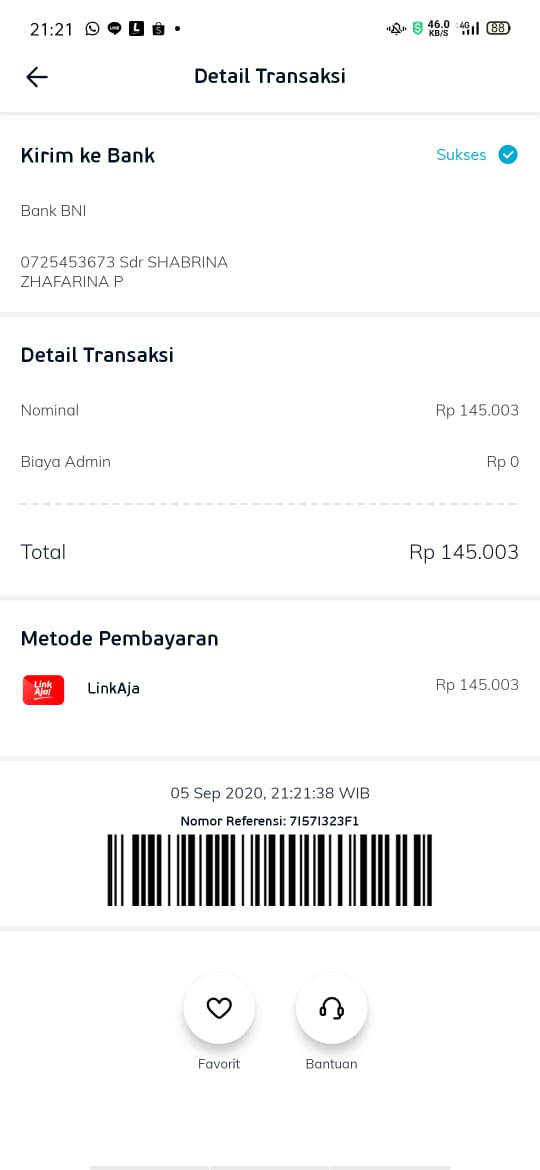 21:21
46.0
KB/S
4G
88
Detail Transaksi
Kirim ke Bank
Sukses
Bank BNI
0725453673 Sdr SHABRINA
ZHAFARINA P
Detail Transaksi
Nominal
Rp 145.003
Biaya Admin
Rp 0
Total
Rp 145.003
Metode Pembayaran
Link
Aja!
LinkAja
Rp 145.003
05 Sep 2020, 21:21:38 WIB
Nomor Referensi: 7I57I323F1
Favorit
Bantuan